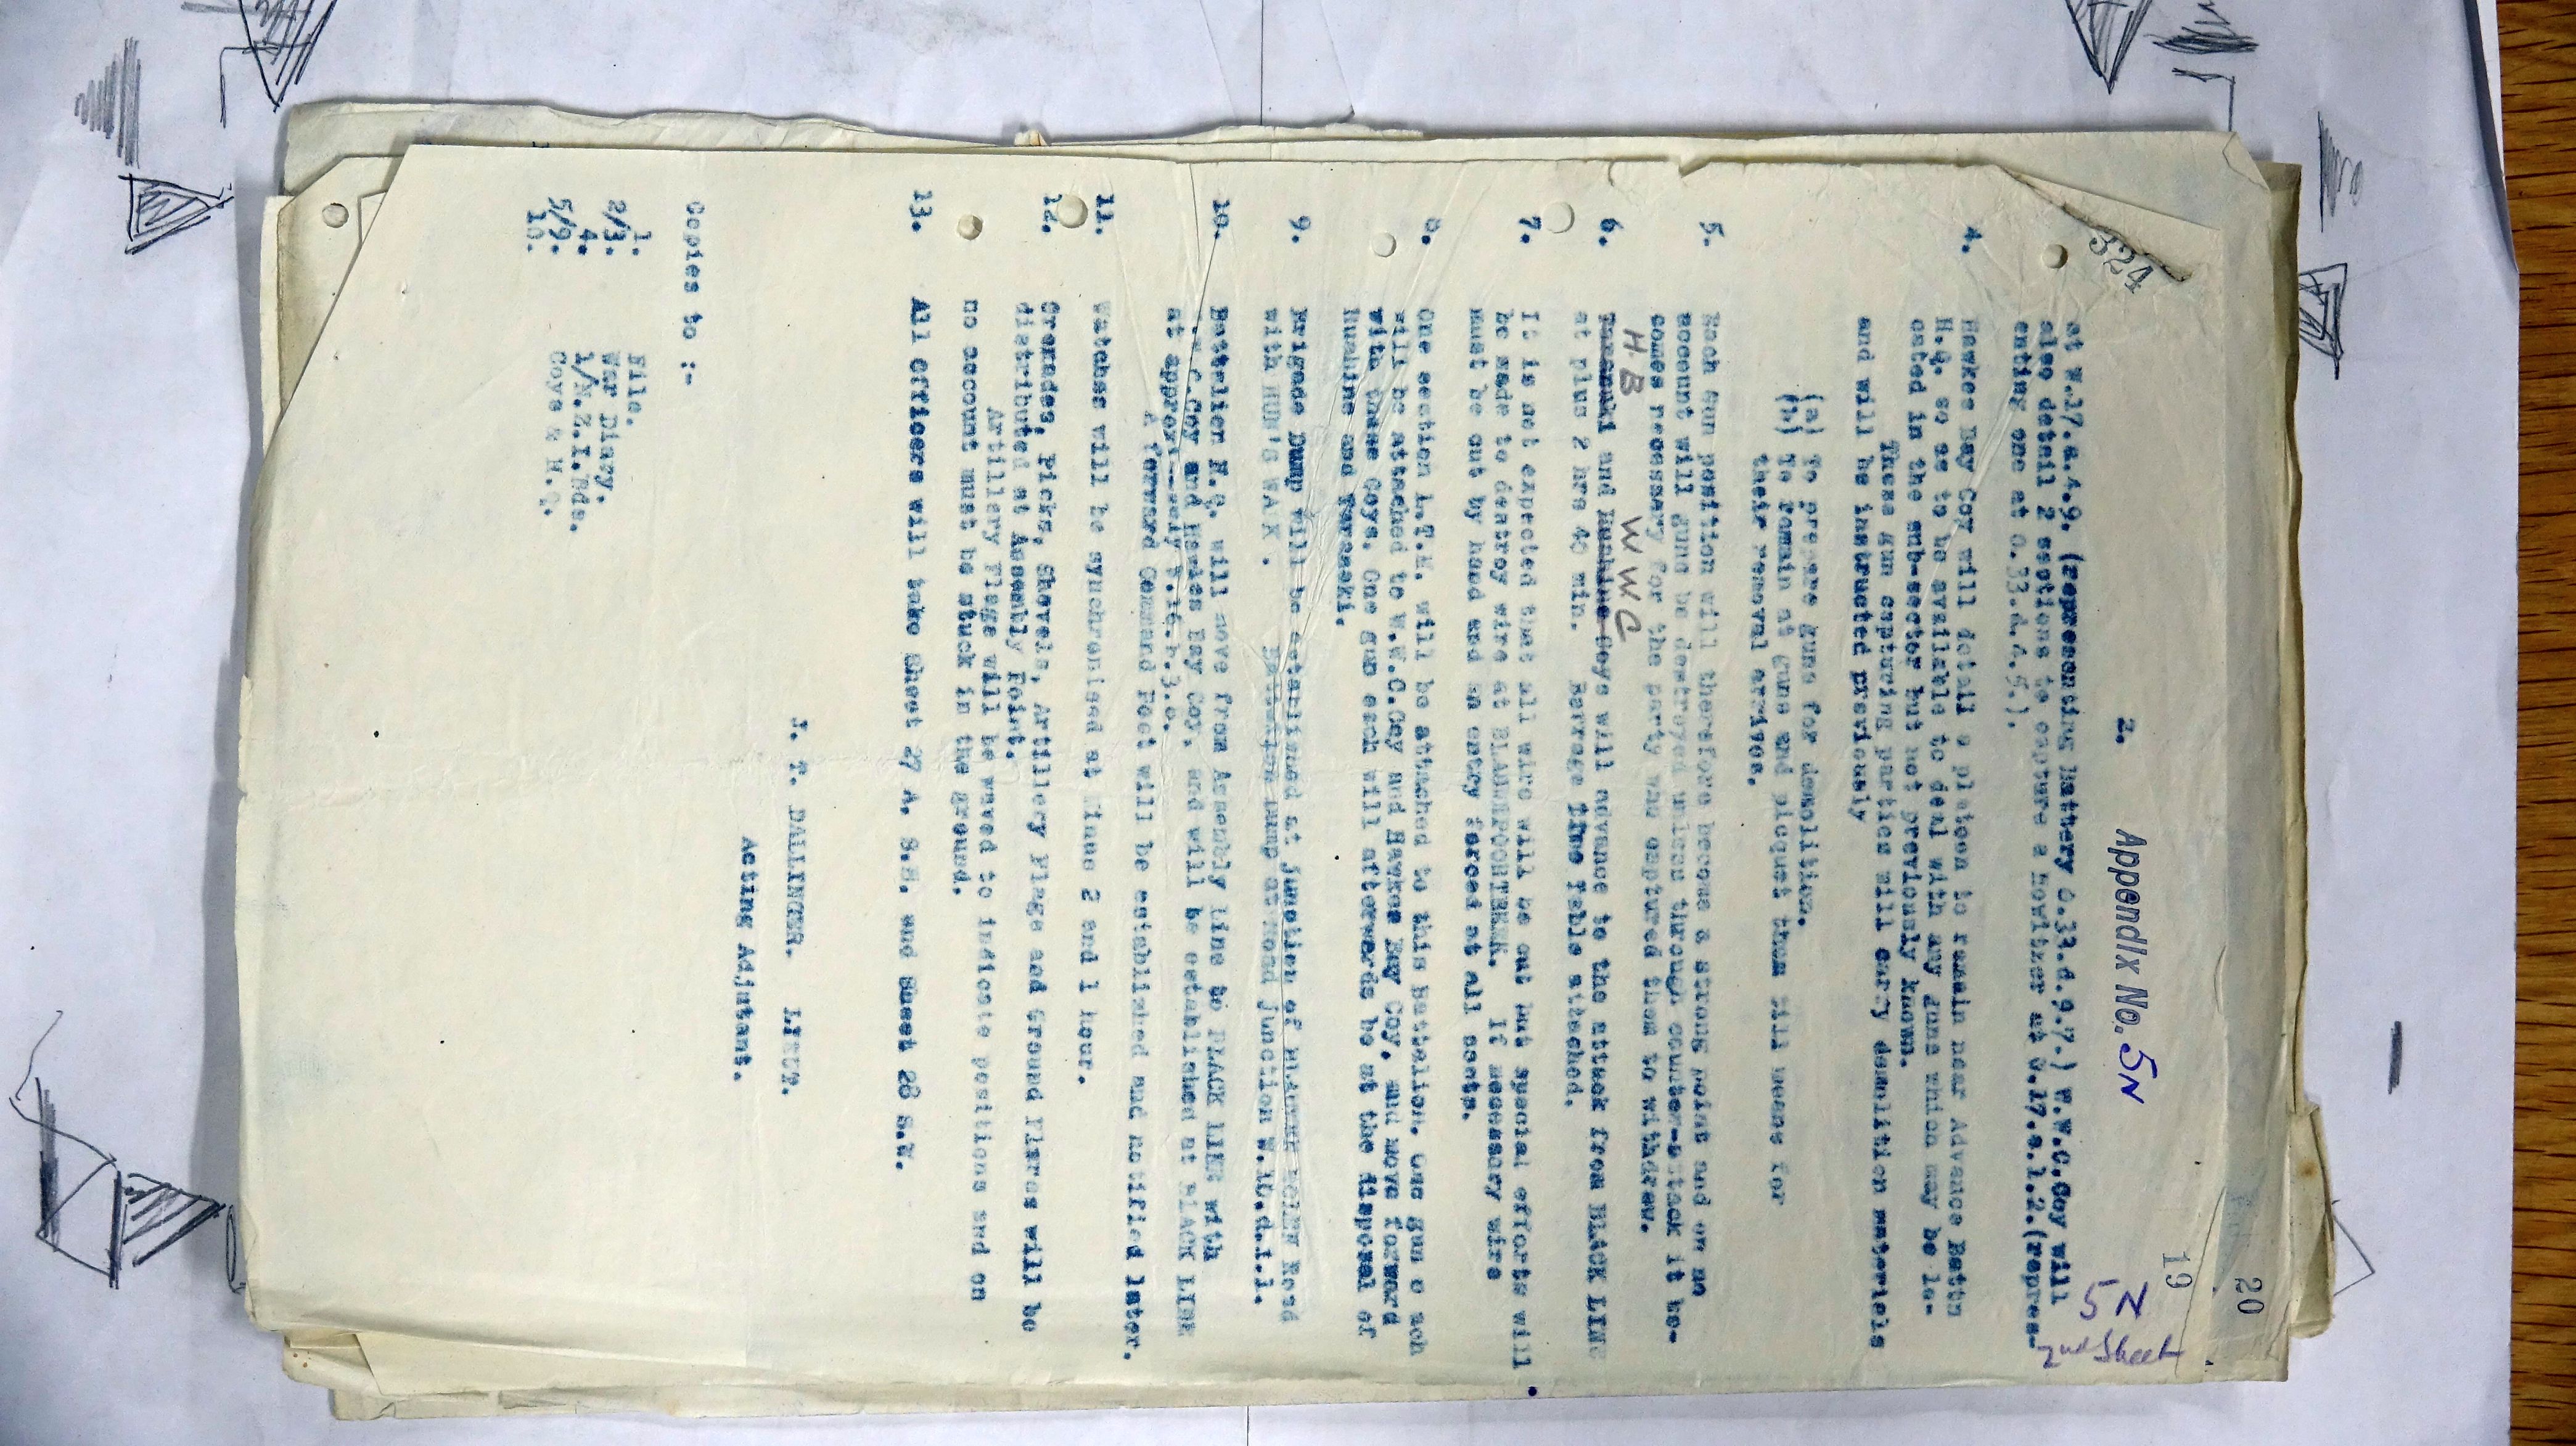 324
20
19
5N
2nd Sheet
2. Appendix No. 5N
at W.17.a.4.9. (representing Battery O.33.d.9.7.) W.W.C.Coy will
also detail 2 sections to capture a howitzer at W.17.a.1.2.(repres-
enting one at O.33.d.4.5.).
4. Hawkes Bay Coy will detail a platoon to remain near Advance Battn
H.Q. so as to be available to deal with any guns which may be lo-
cated in the sub-sector but not previously known.
These gun capturing parties will carry demolition materials
and will be instructed previously
(a) To prepare guns for demolition.
(b) To remain at guns and picquet them till means for
their removal arrives.
5. Each Gun position will therefore become a strong point and on no
account will guns be destroyed unless through counter-attack it be-
comes necessary for the party who captured them to withdraw.
H.B W W C
6. Taranaki and Ruahine Coys will advance to the attack from BLACK LINE
at plus 2 hrs 40 min. Barrage Time Table attached.
7. It is not expected that all wire will be cut but special efforts will
be made to destroy wire at BLAUWEPOORTBEEK. If necessary wire
must be cut by hand and an entry forced at all costs.
8. One section L.T.M. will be attached to this Battalion. One gun e ach
will be attached to W.W.C.Coy and Hawkes Bay Coy. and move forward
with these Coys. One gun each will afterwards be at the disposal of
Ruahine and Taranaki.
9. Brigade Dump will be established at junction of Road
with HUN'S WALK. Battalion Dump at Road junction W.16.d.1.1.
10. Battalion H.Q. will move from Assembly Line to BLACK LINE with
W.W.C.Coy and Hawkes Bay Coy. and will be established at BLACK LINE
at approximately
A forward Command Post will be established and notified later.
11. Watches will be synchronised at Minus 2 and 1 hour.
12. Grenades, Picks, Shovels, Artillery Flags and Ground Flares will be
distributed at Assembly Point.
Artillery Flags will be waved to indicate positions and on
no account must be stuck in the ground.
13. All officers will take Sheet 27 A. S.E. and Sheet 28 S.W.
J. T. DALLINGER. LIEUT.
Acting Adjutant.
Copies to :-
1. File.
2/3. War Diary.
4. 1/N.Z.I.Bde.
5/9. Coys & H.Q.
10.